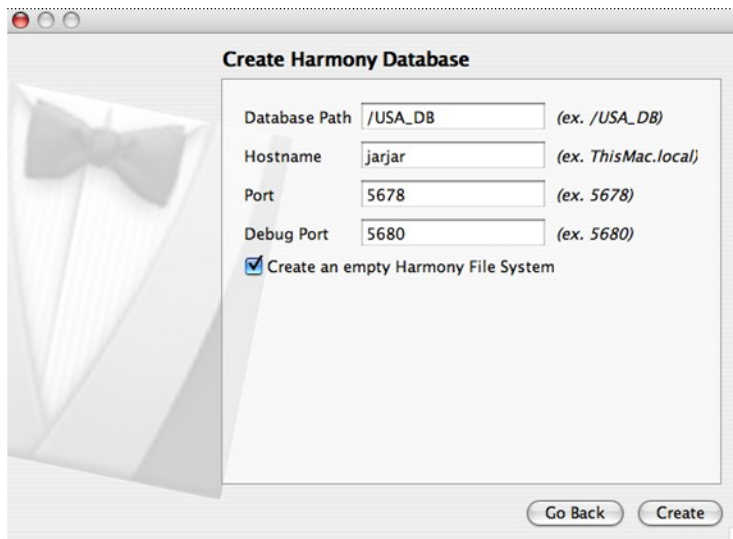 Create Harmony Database
Database Path /USA_DB (ex. /USA_DB)
Hostname jarjar (ex. ThisMac.local)
Port 5678 (ex. 5678)
Debug Port 5680 (ex. 5680)
Create an empty Harmony File System
Go Back Create